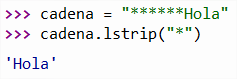 >>> cadena = "******Hola"
>>> cadena.lstrip("*")
'Hola'